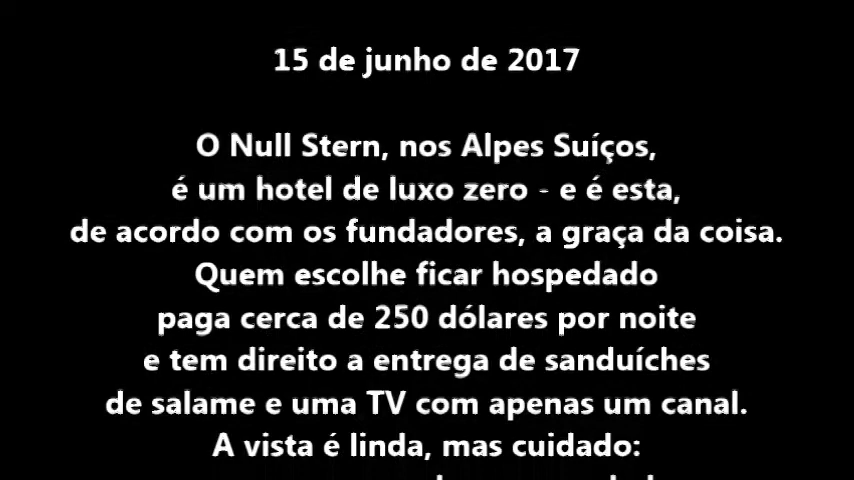 15 de junho de 2017
O Null Stern, nos Alpes Suíços,
é um hotel de luxo zero - e é esta,
de acordo com os fundadores, a graça da coisa.
Quem escolhe ficar hospedado
paga cerca de 250 dólares por noite
e tem direito a entrega de sanduíches
de salame e uma TV com apenas um canal.
A vista é linda, mas cuidado: